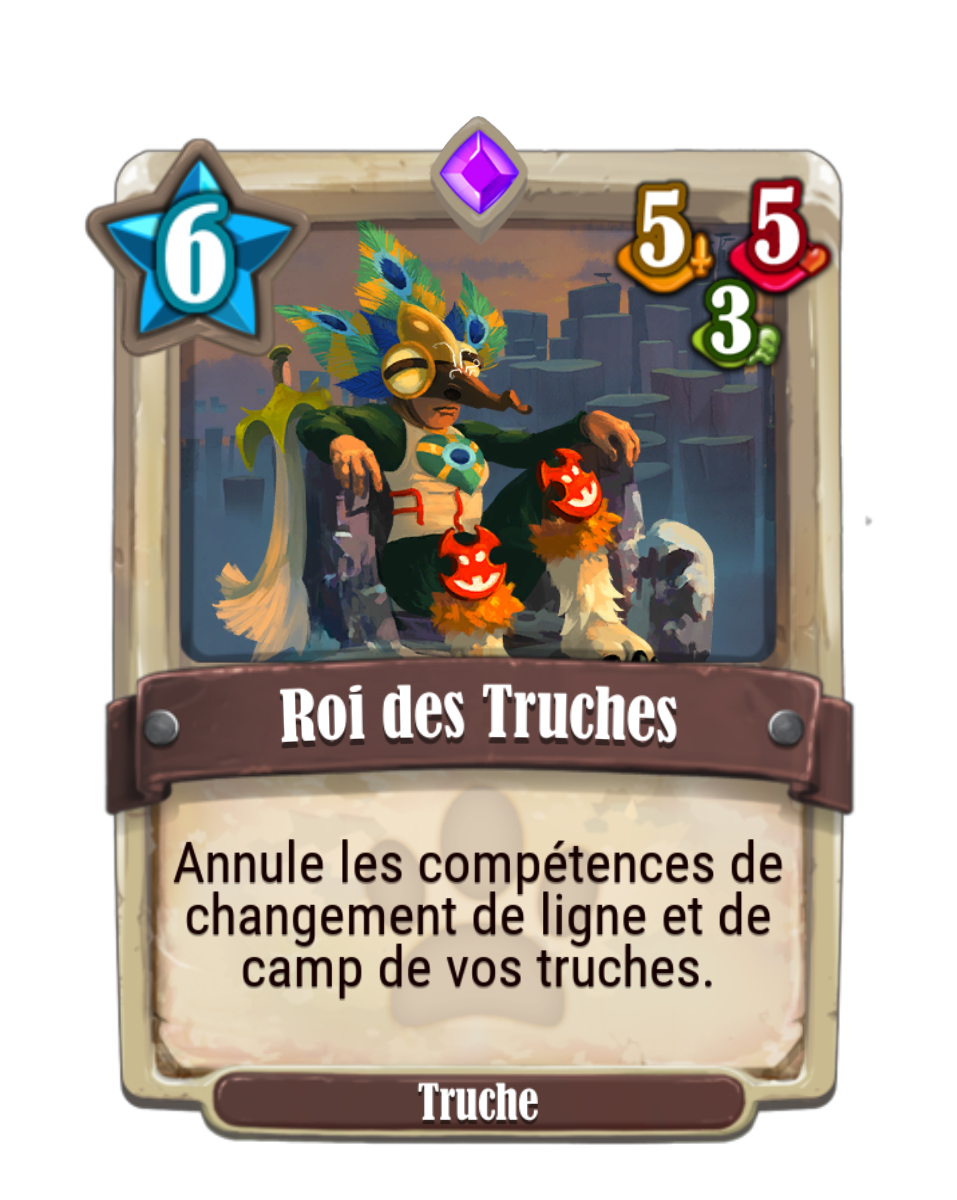 6
5
5
3
Roi des Truches
Annule les compétences de
changement de ligne et de
camp de vos truches.
Truche